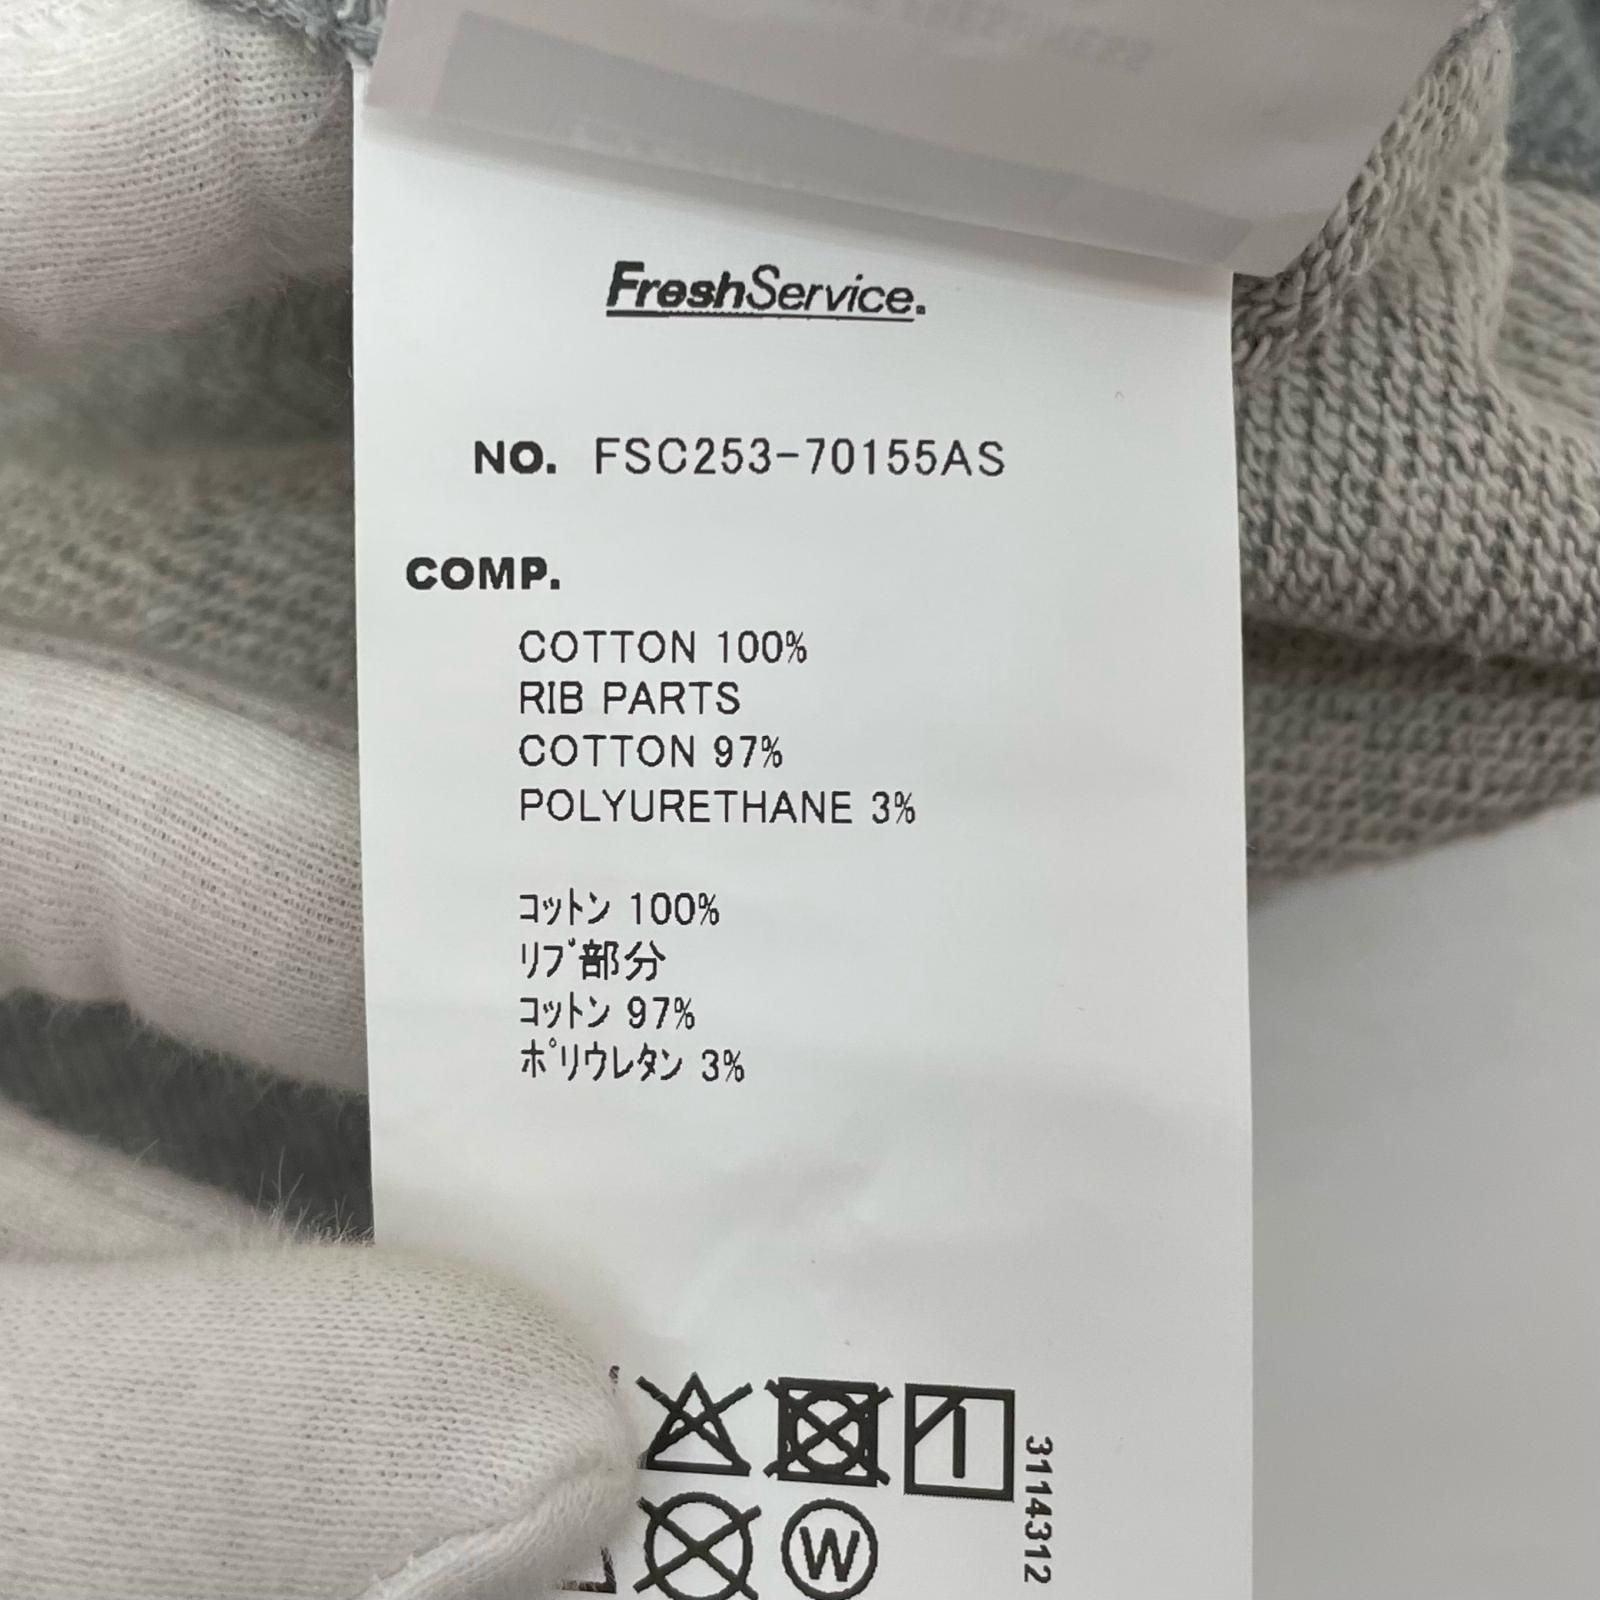 FreshService.
NO. FSC253-70155AS
COMP.
COTTON 100%
RIB PARTS
COTTON 97%
POLYURETHANE 3%
コットン 100%
リブ部分
コットン 97%
ポリウレタン 3%
3114312
W